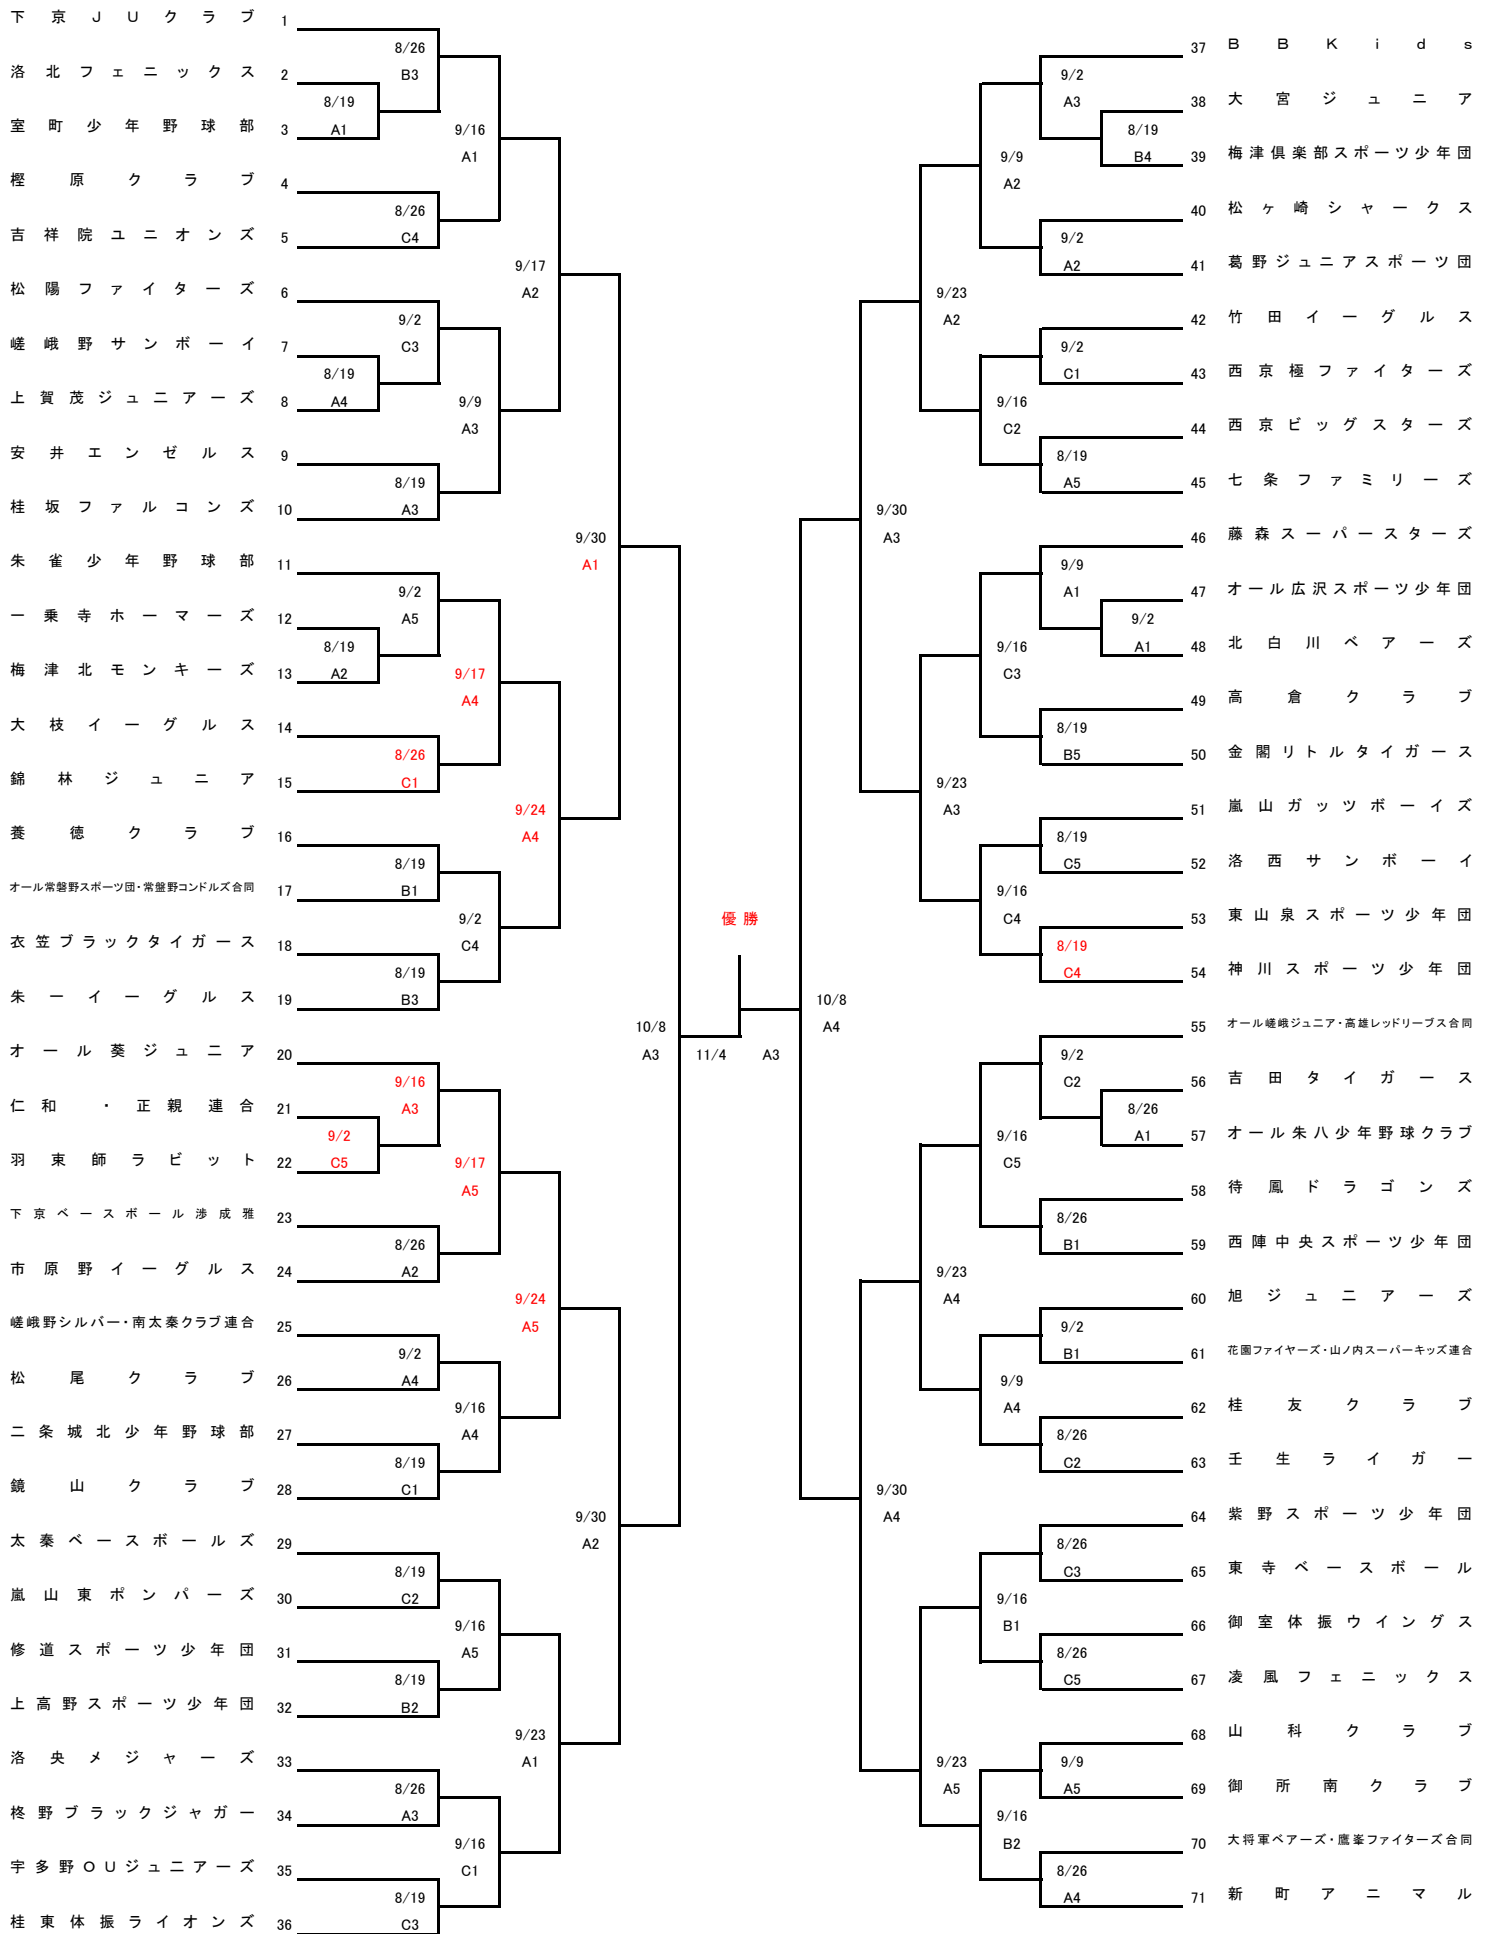 下京JUクラブ 1
8/26
B3
洛北フェニックス 2
8/19
A1
室町少年野球部 3
9/16
A1
樫原クラブ 4
8/26
C4
吉祥院ユニオンズ 5
9/17
A2
松陽ファイターズ 6
9/2
C3
嵯峨野サンボーイ 7
8/19
A4
上賀茂ジュニアーズ 8
9/9
A3
安井エンゼルス 9
8/19
A3
桂坂ファルコンズ 10
9/30
A1
朱雀少年野球部 11
9/2
A5
一乗寺ホーマーズ 12
8/19
A2
梅津北モンキーズ 13
9/17
A4
大枝イーグルス 14
8/26
C1
錦林ジュニア 15
9/24
A4
養徳クラブ 16
8/19
B1
オール常磐野スポーツ団・常盤野コンドルズ合同 17
9/2
C4
衣笠ブラックタイガース 18
8/19
B3
朱一イーグルス 19
10/8
A3
オール葵ジュニア 20
9/16
A3
仁和・正親連合 21
9/2
C5
羽束師ラビット 22
9/17
A5
下京ベースボール渉成雅 23
8/26
A2
市原野イーグルス 24
9/24
A5
嵯峨野シルバー・南太秦クラブ連合 25
9/2
A4
松尾クラブ 26
9/16
A4
二条城北少年野球部 27
8/19
C1
鏡山クラブ 28
9/30
A2
太秦ベースボールズ 29
8/19
C2
嵐山東ポンパーズ 30
9/16
A5
修道スポーツ少年団 31
8/19
B2
上高野スポーツ少年団 32
9/23
A1
洛央メジャーズ 33
8/26
A3
柊野ブラックジャガー 34
9/16
C1
宇多野OUジュニアーズ 35
8/19
C3
桂東体振ライオンズ 36
優勝
11/4 A3
37 BBKids
9/2
A3
38 大宮ジュニア
8/19
B4
39 梅津倶楽部スポーツ少年団
9/9
A2
40 松ヶ崎シャークス
9/2
A2
41 葛野ジュニアスポーツ団
9/23
A2
42 竹田イーグルス
9/2
C1
43 西京極ファイターズ
9/16
C2
44 西京ビッグスターズ
8/19
A5
45 七条ファミリーズ
9/30
A3
46 藤森スーパースターズ
9/9
A1
47 オール広沢スポーツ少年団
9/2
A1
48 北白川ベアーズ
9/16
C3
49 高倉クラブ
8/19
B5
50 金閣リトルタイガース
9/23
A3
51 嵐山ガッツボーイズ
8/19
C5
52 洛西サンボーイ
9/16
C4
53 東山泉スポーツ少年団
8/19
C4
54 神川スポーツ少年団
10/8
A4
55 オール嵯峨ジュニア・高雄レッドリーブス合同
9/2
C2
56 吉田タイガース
8/26
A1
57 オール朱八少年野球クラブ
9/16
C5
58 待鳳ドラゴンズ
8/26
B1
59 西陣中央スポーツ少年団
9/23
A4
60 旭ジュニアーズ
9/2
B1
61 花園ファイヤーズ・山ノ内スーパーキッズ連合
9/9
A4
62 桂友クラブ
8/26
C2
63 壬生ライガー
9/30
A4
64 紫野スポーツ少年団
8/26
C3
65 東寺ベースボール
9/16
B1
66 御室体振ウイングス
8/26
C5
67 凌風フェニックス
9/23
A5
68 山科クラブ
9/9
A5
69 御所南クラブ
9/16
B2
70 大将軍ベアーズ・鷹峯ファイターズ合同
8/26
A4
71 新町アニマル